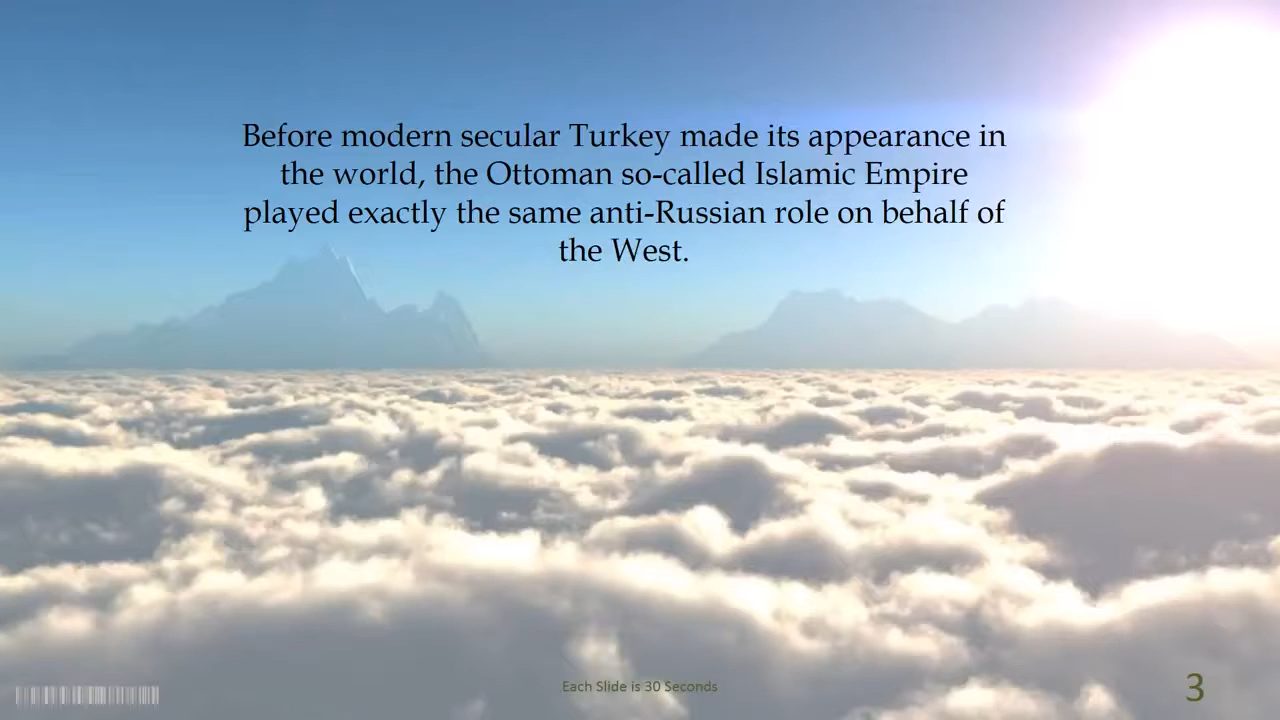 Before modern secular Turkey made its appearance in
the world, the Ottoman so-called Islamic Empire
played exactly the same anti-Russian role on behalf of
the West.
Each Slide is 30 Seconds
3